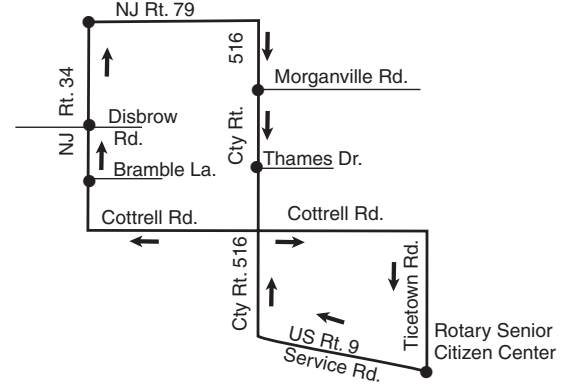 NJ Rt. 79
516
Morganville Rd.
NJ Rt. 34
Disbrow
Rd.
Cty Rt.
Thames Dr.
Bramble La.
Cottrell Rd.
Cottrell Rd.
Cty Rt. 516
Ticetown Rd.
US Rt. 9
Service Rd.
Rotary Senior
Citizen Center